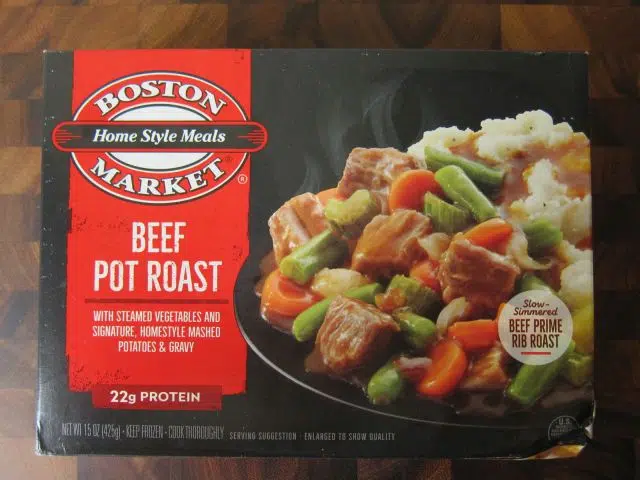 BOSTON
Home Style Meals
MARKET®
BEEF
POT ROAST
WITH STEAMED VEGETABLES AND
SIGNATURE, HOMESTYLE MASHED
POTATOES & GRAVY
22g PROTEIN
Slow-
Simmered
BEEF PRIME
RIB ROAST
NET WT 15 OZ (425g) • KEEP FROZEN • COOK THOROUGHLY SERVING SUGGESTION • ENLARGED TO SHOW QUALITY
U.S.